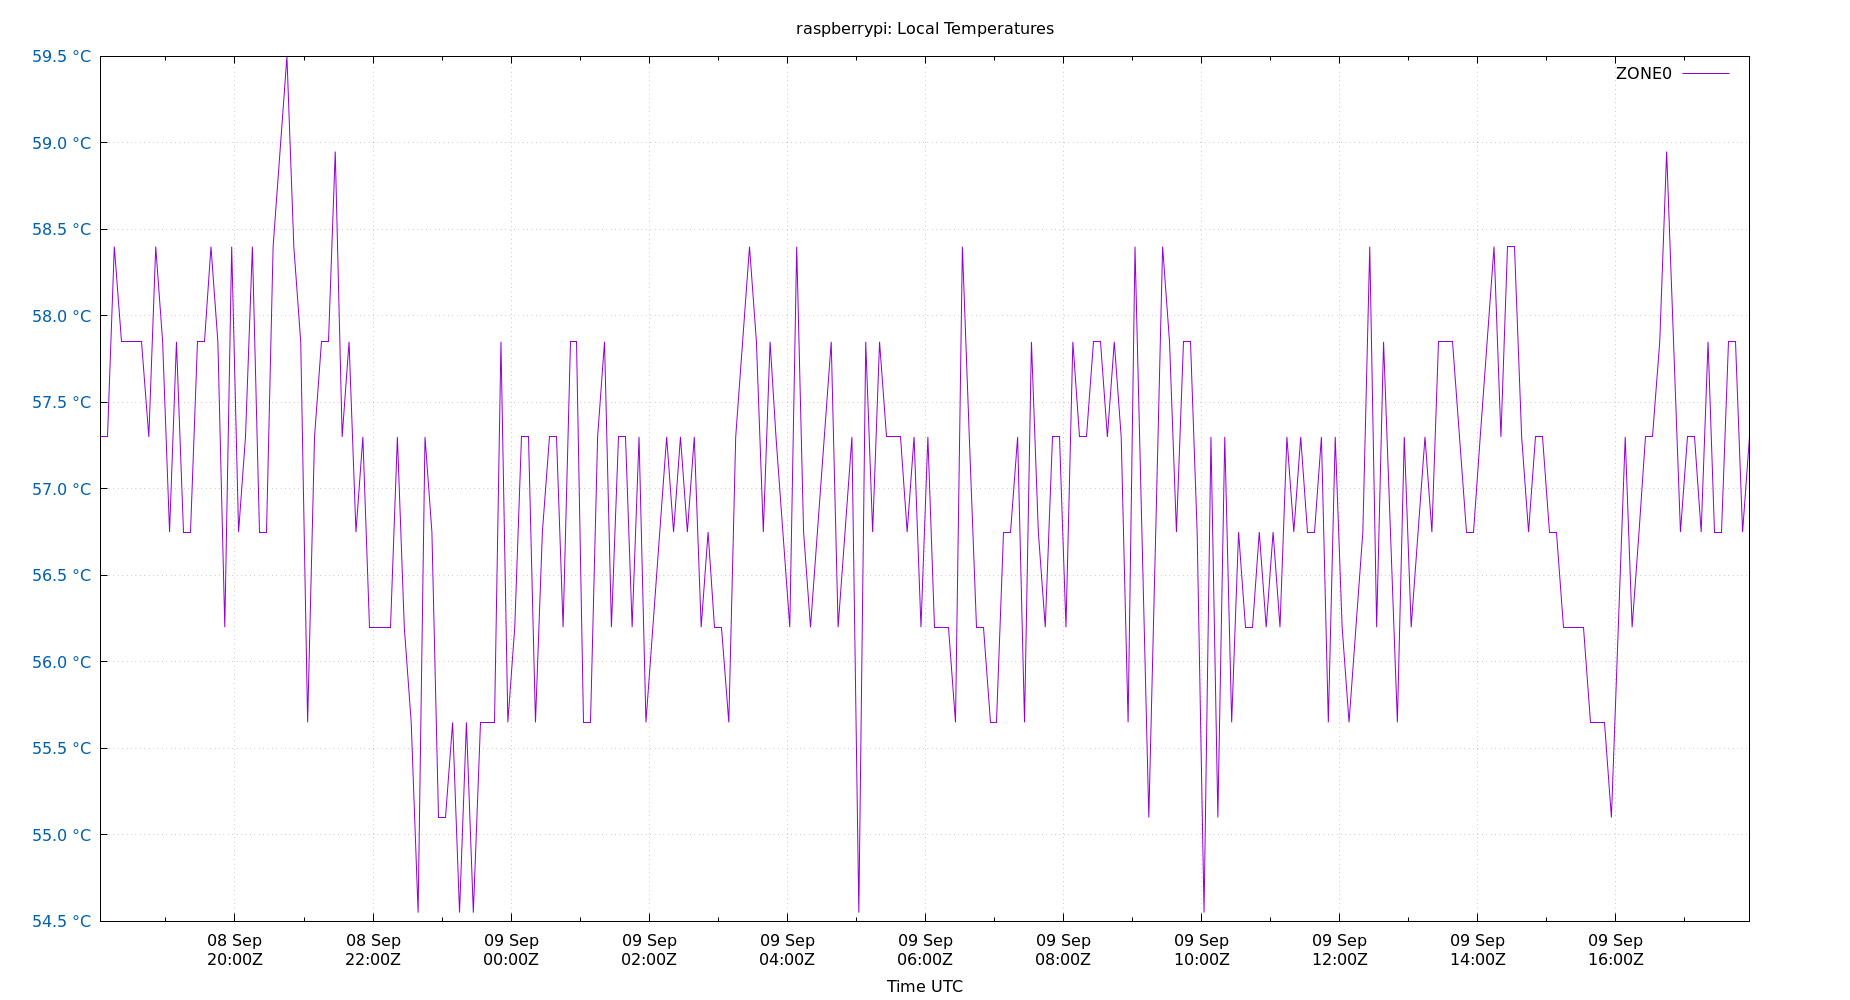 raspberrypi: Local Temperatures
ZONE0
59.5 °C
59.0 °C
58.5 °C
58.0 °C
57.5 °C
57.0 °C
56.5 °C
56.0 °C
55.5 °C
55.0 °C
54.5 °C
08 Sep 08 Sep 09 Sep 09 Sep 09 Sep 09 Sep 09 Sep 09 Sep 09 Sep 09 Sep 09 Sep
20:00Z 22:00Z 00:00Z 02:00Z 04:00Z 06:00Z 08:00Z 10:00Z 12:00Z 14:00Z 16:00Z
Time UTC